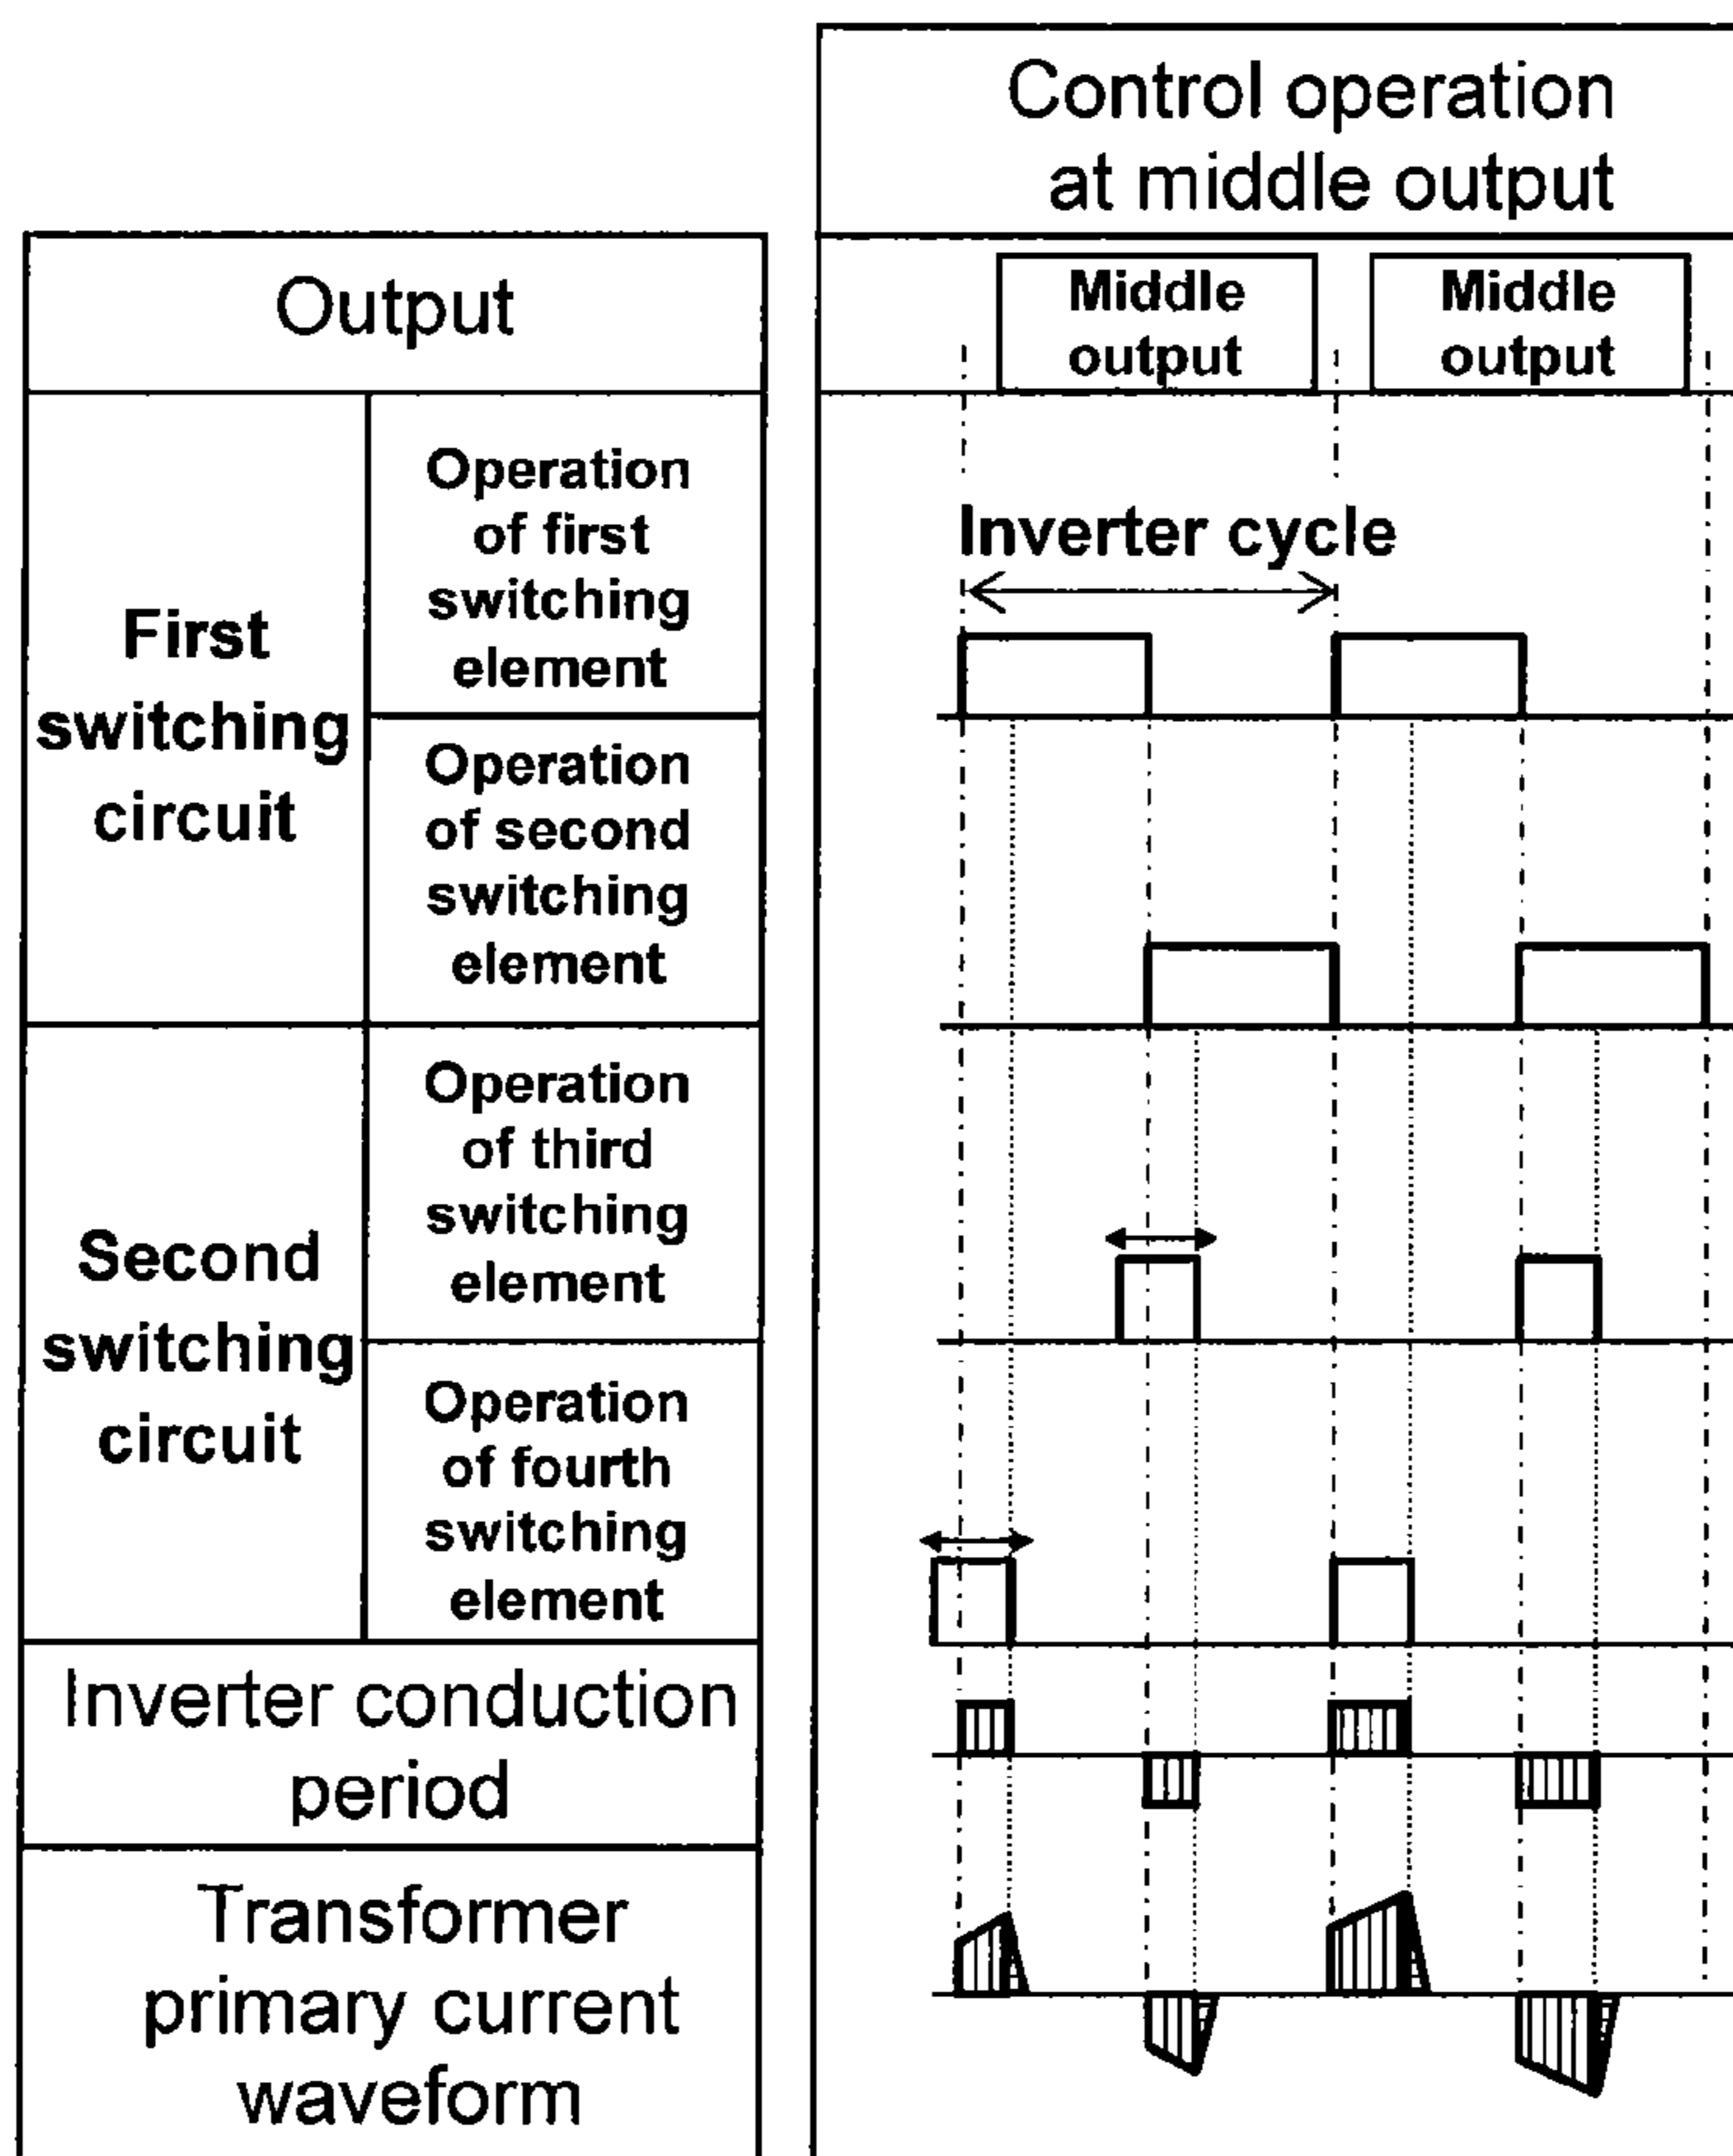 Control operation
at middle output
Output
Middle
output
Middle
output
First
switching
circuit
Operation
of first
switching
element
Inverter cycle
Operation
of second
switching
element
Second
switching
circuit
Operation
of third
switching
element
Operation
of fourth
switching
element
Inverter conduction
period
Transformer
primary current
waveform